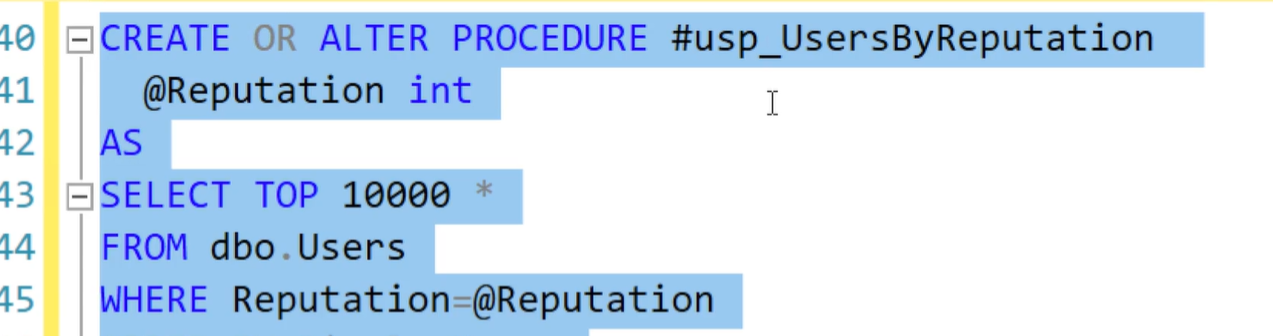 40 CREATE OR ALTER PROCEDURE #usp_UsersByReputation
41 @Reputation int
42 AS
43 SELECT TOP 10000 *
44 FROM dbo.Users
45 WHERE Reputation=@Reputation